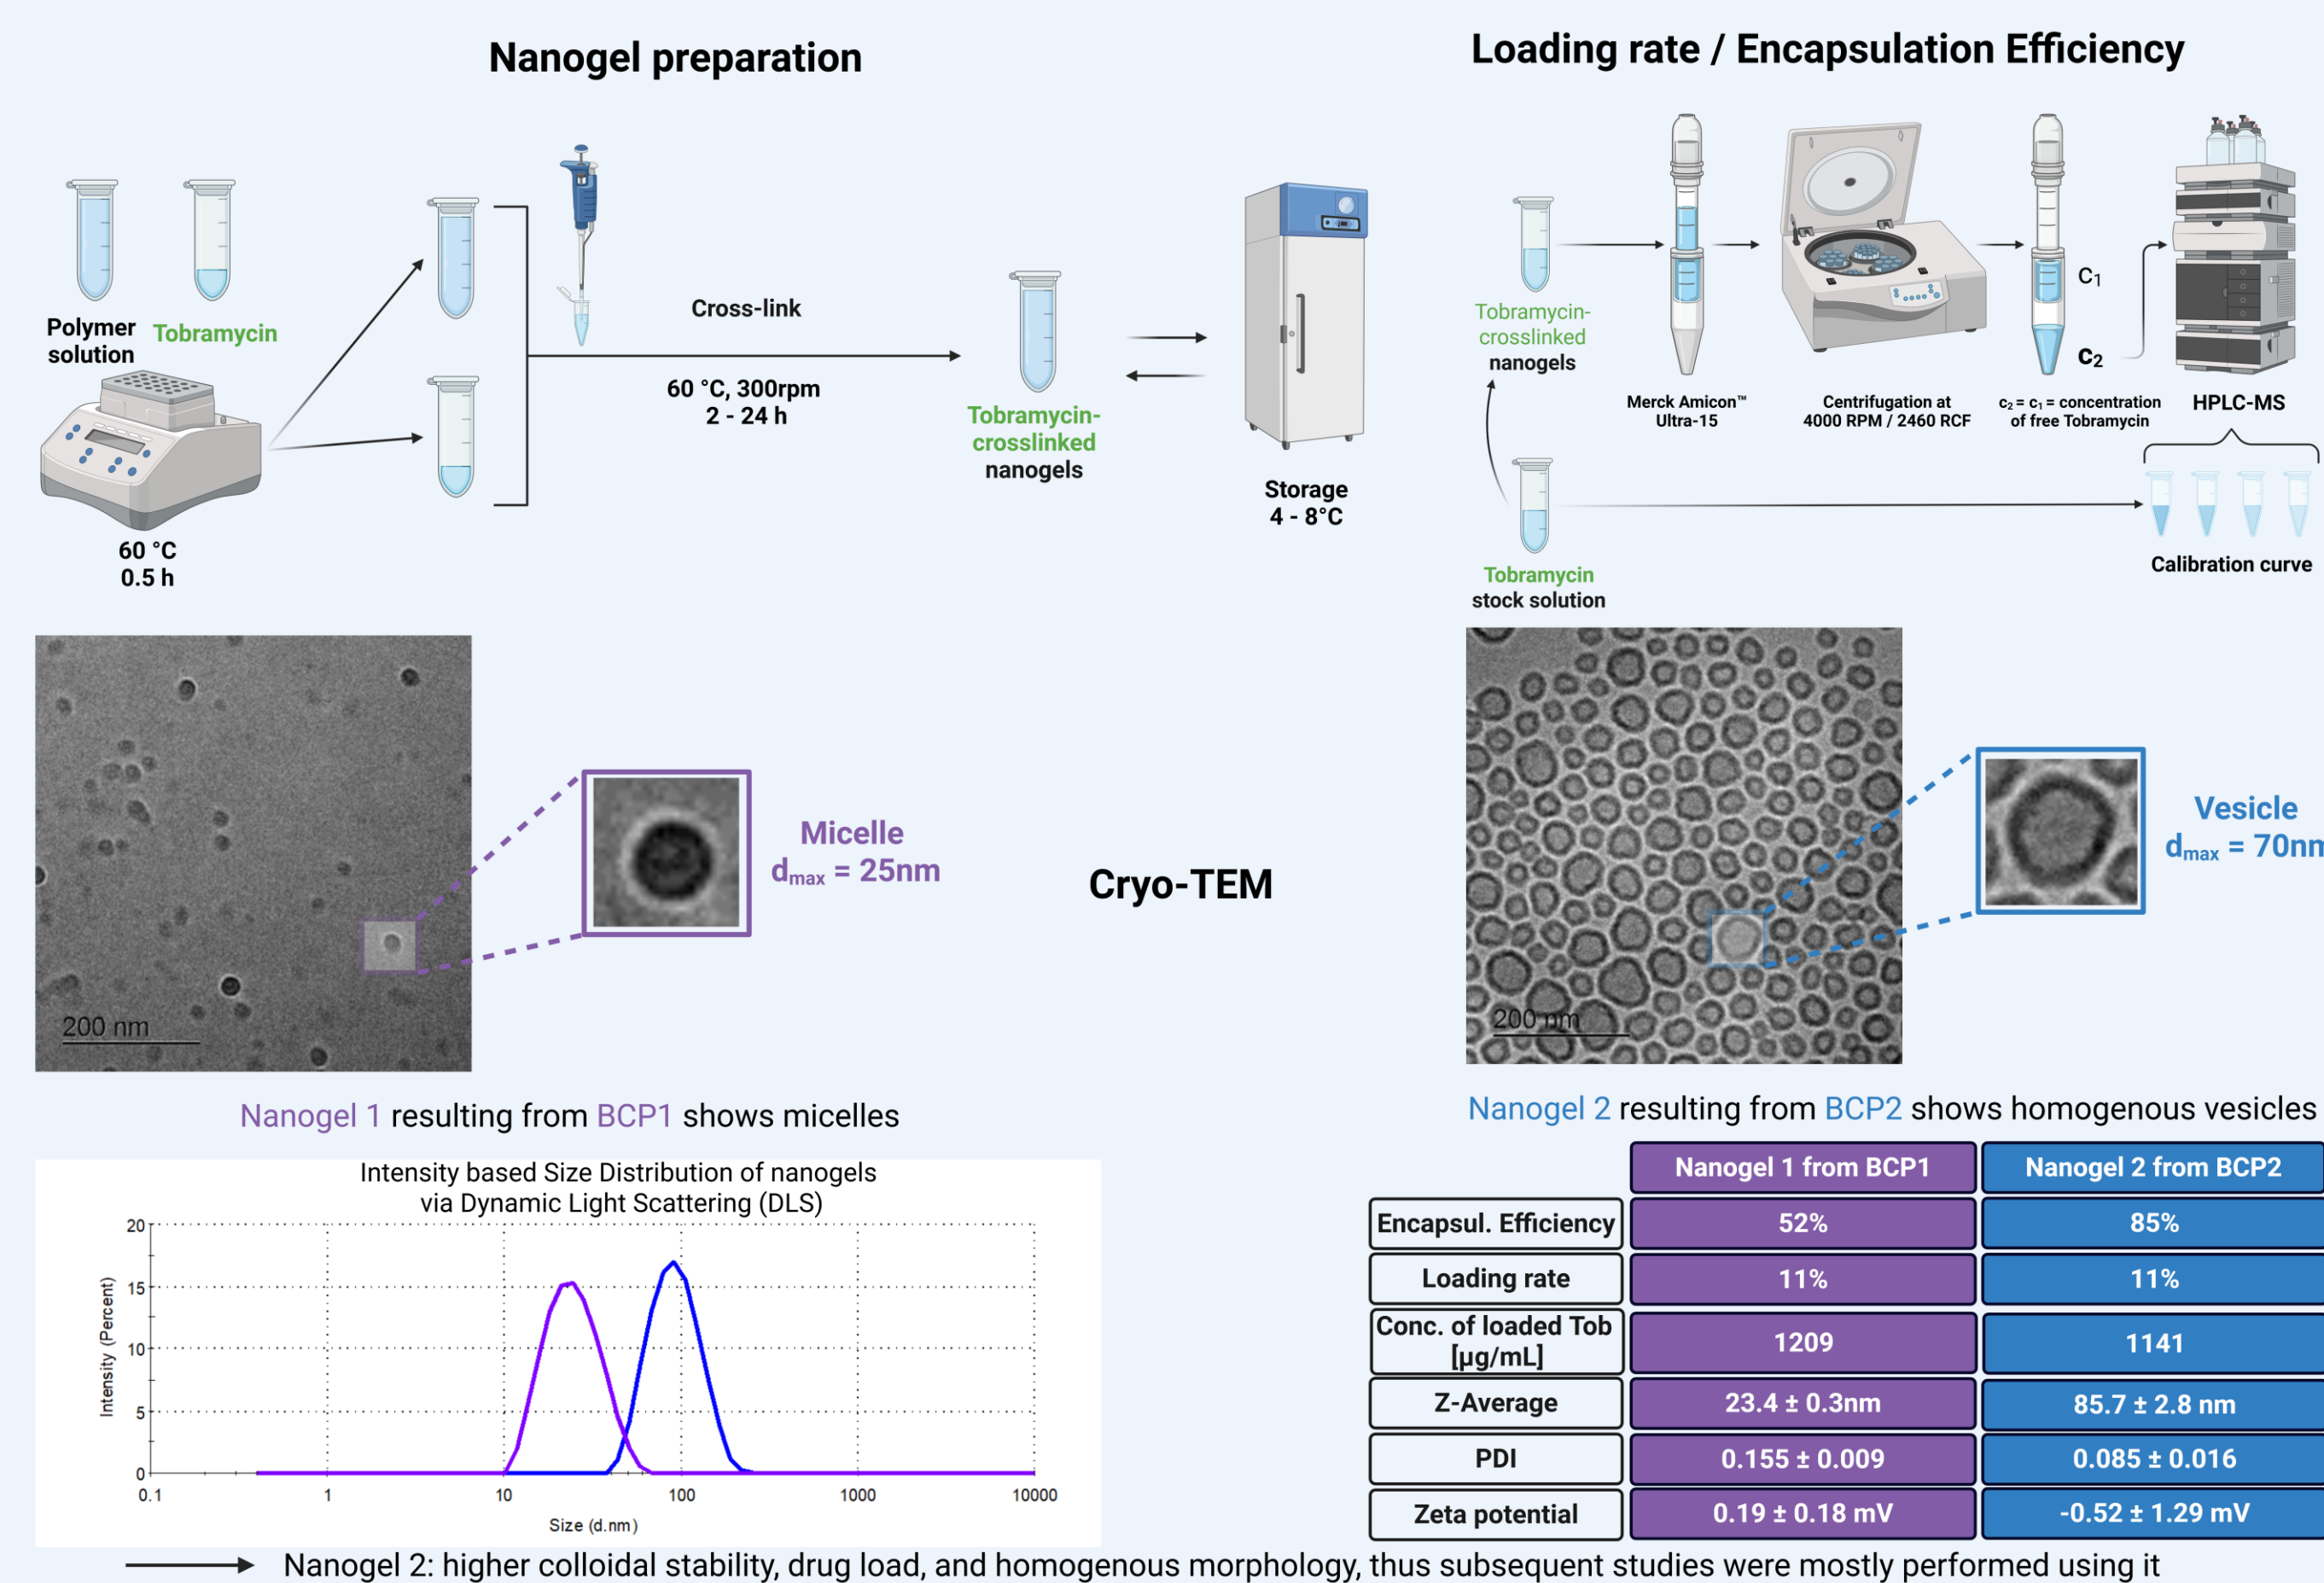 Nanogel preparation
Loading rate / Encapsulation Efficiency
Polymer
solution
Tobramycin
60 °C
0.5 h
Cross-link
60 °C, 300rpm
2 - 24 h
Tobramycin-
crosslinked
nanogels
Storage
4 - 8°C
Tobramycin-
crosslinked
nanogels
Merck Amicon™
Ultra-15
Centrifugation at
4000 RPM / 2460 RCF
C₁
c₂
c₂ = c₁ = concentration
of free Tobramycin
HPLC-MS
Tobramycin
stock solution
Calibration curve
200 nm
Micelle
dmax = 25nm
Cryo-TEM
200 nm
Vesicle
dmax = 70nm
Nanogel 1 resulting from BCP1 shows micelles
Nanogel 2 resulting from BCP2 shows homogenous vesicles
Intensity based Size Distribution of nanogels
via Dynamic Light Scattering (DLS)
Intensity (Percent)
20
15
10
5
0
0.1 1 10 100 1000 10000
Size (d.nm)
Nanogel 1 from BCP1 Nanogel 2 from BCP2
Encapsul. Efficiency 52% 85%
Loading rate 11% 11%
Conc. of loaded Tob
[µg/mL] 1209 1141
Z-Average 23.4 ± 0.3nm 85.7 ± 2.8 nm
PDI 0.155 ± 0.009 0.085 ± 0.016
Zeta potential 0.19 ± 0.18 mV -0.52 ± 1.29 mV
Nanogel 2: higher colloidal stability, drug load, and homogenous morphology, thus subsequent studies were mostly performed using it